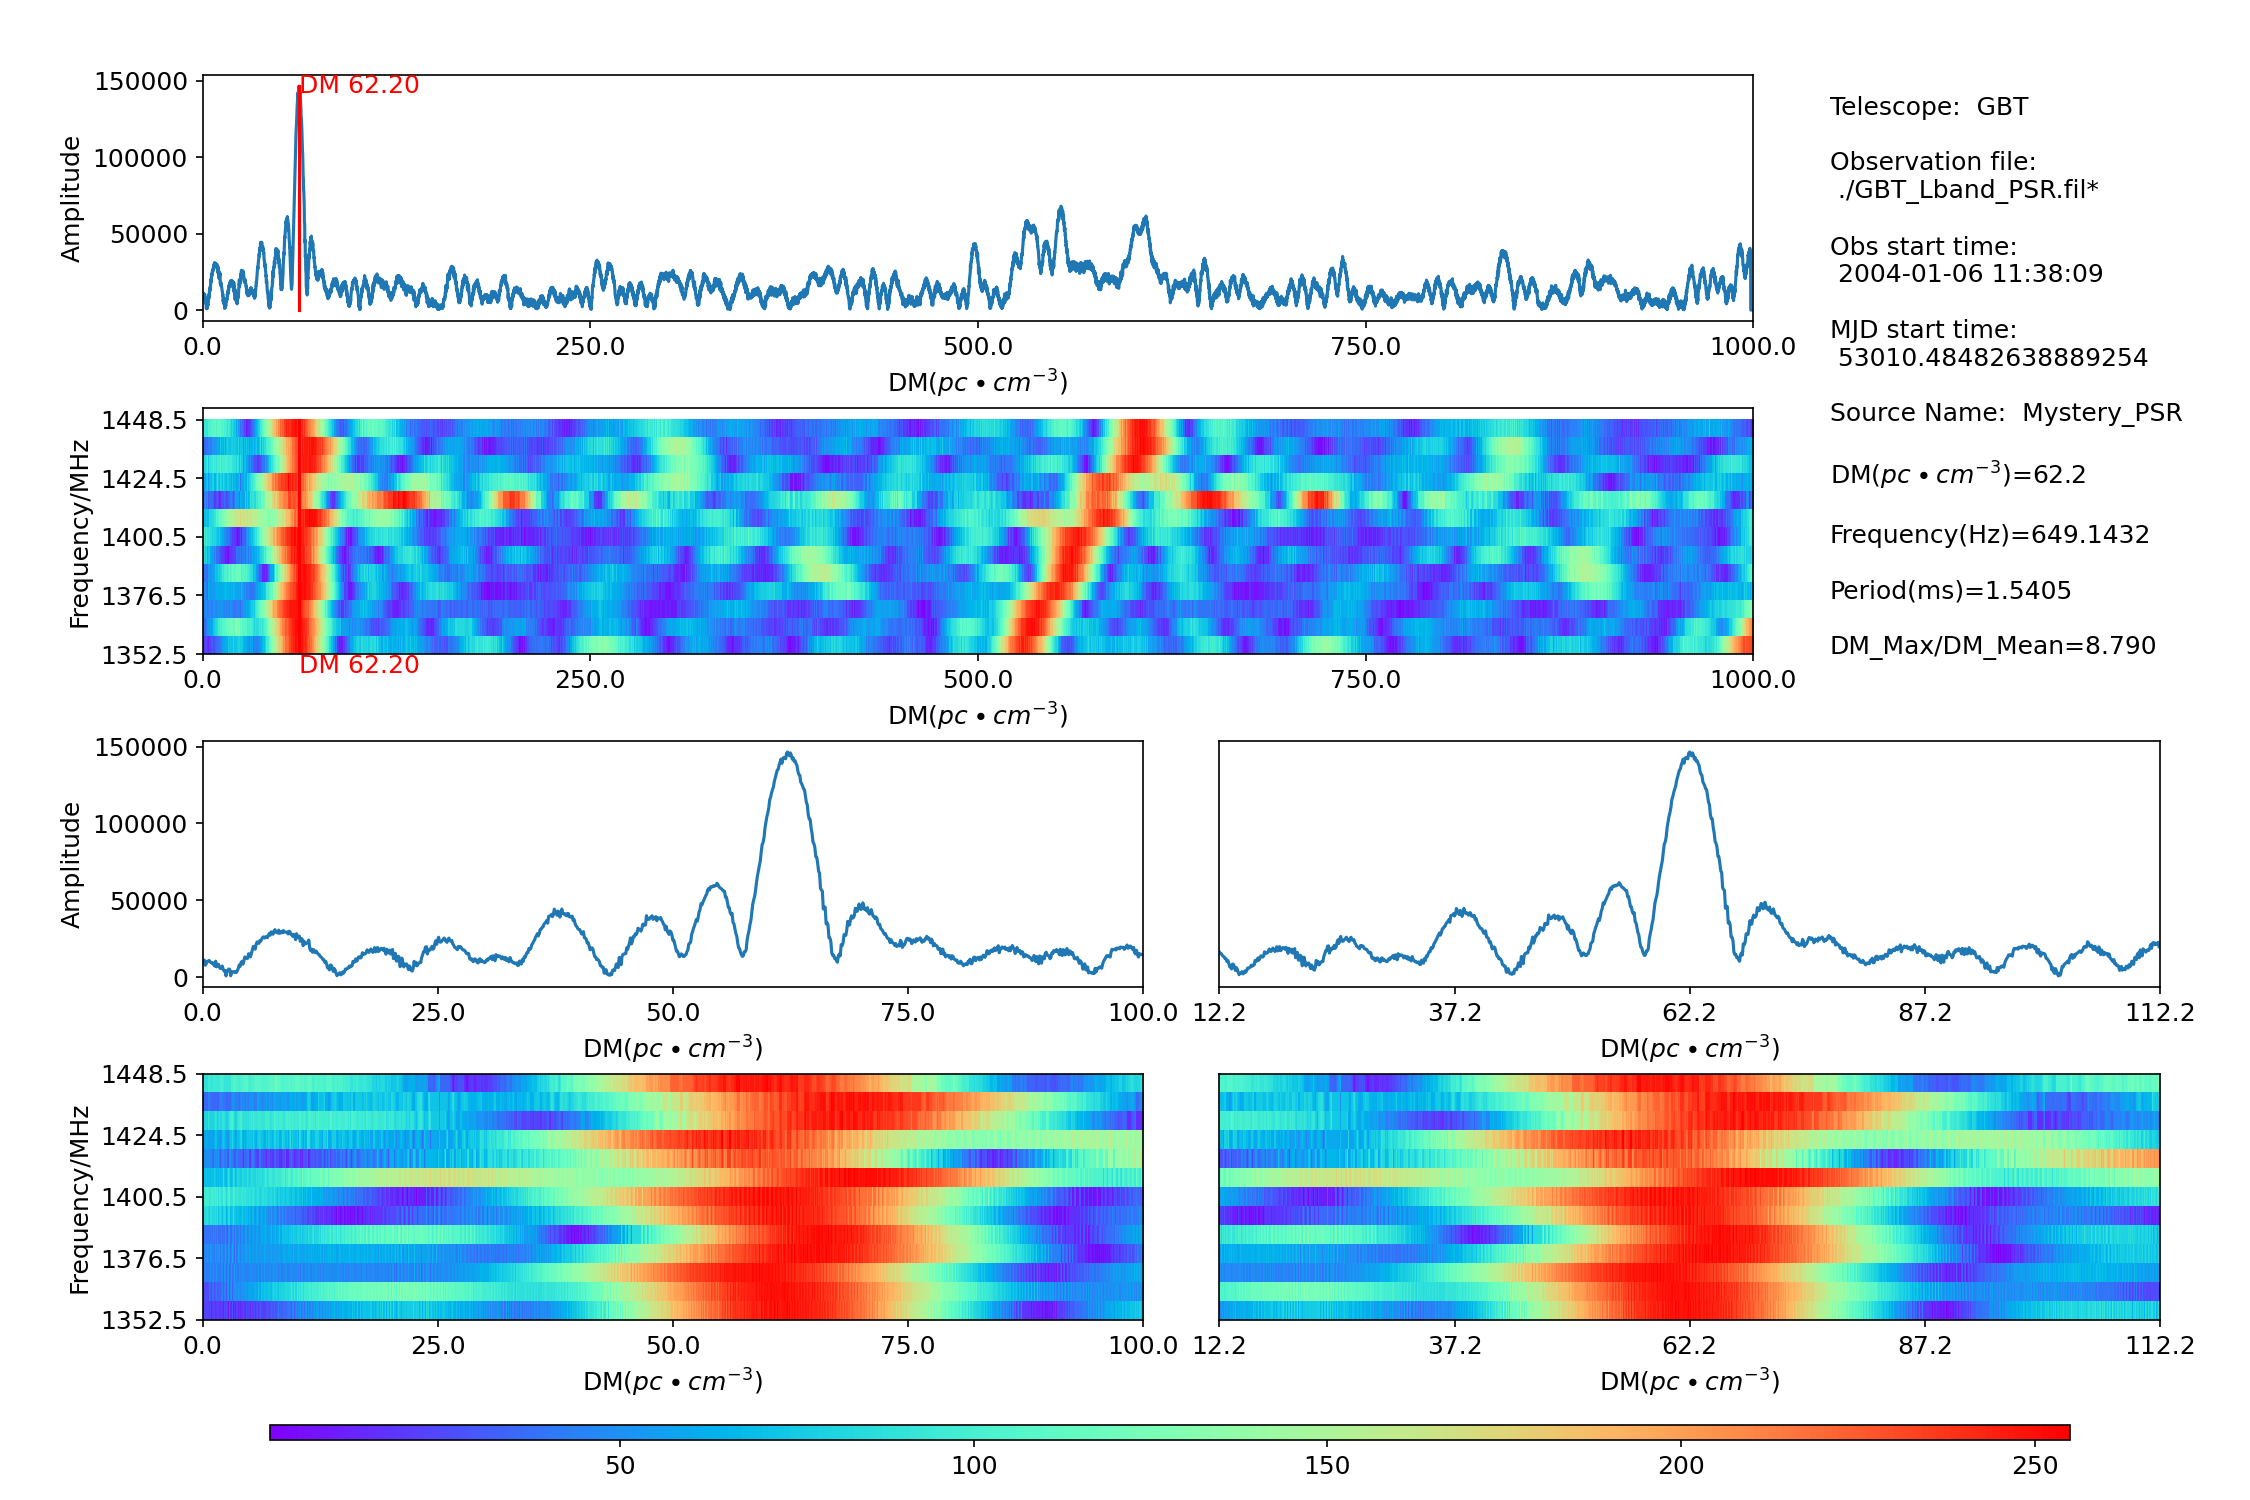 150000
100000
50000
0
Amplitude
DM 62.20
0.0 250.0 500.0 750.0 1000.0
DM(pc • cm⁻³)
Telescope:  GBT
Observation file:
./GBT_Lband_PSR.fil*
Obs start time:
2004-01-06 11:38:09
MJD start time:
53010.48482638889254
Source Name:  Mystery_PSR
DM(pc • cm⁻³)=62.2
Frequency(Hz)=649.1432
Period(ms)=1.5405
DM_Max/DM_Mean=8.790
1448.5
1424.5
1400.5
1376.5
1352.5
Frequency/MHz
DM 62.20
0.0 250.0 500.0 750.0 1000.0
DM(pc • cm⁻³)
150000
100000
50000
0
Amplitude
0.0 25.0 50.0 75.0 100.0
DM(pc • cm⁻³)
12.2 37.2 62.2 87.2 112.2
DM(pc • cm⁻³)
1448.5
1424.5
1400.5
1376.5
1352.5
Frequency/MHz
0.0 25.0 50.0 75.0 100.0
DM(pc • cm⁻³)
12.2 37.2 62.2 87.2 112.2
DM(pc • cm⁻³)
50 100 150 200 250